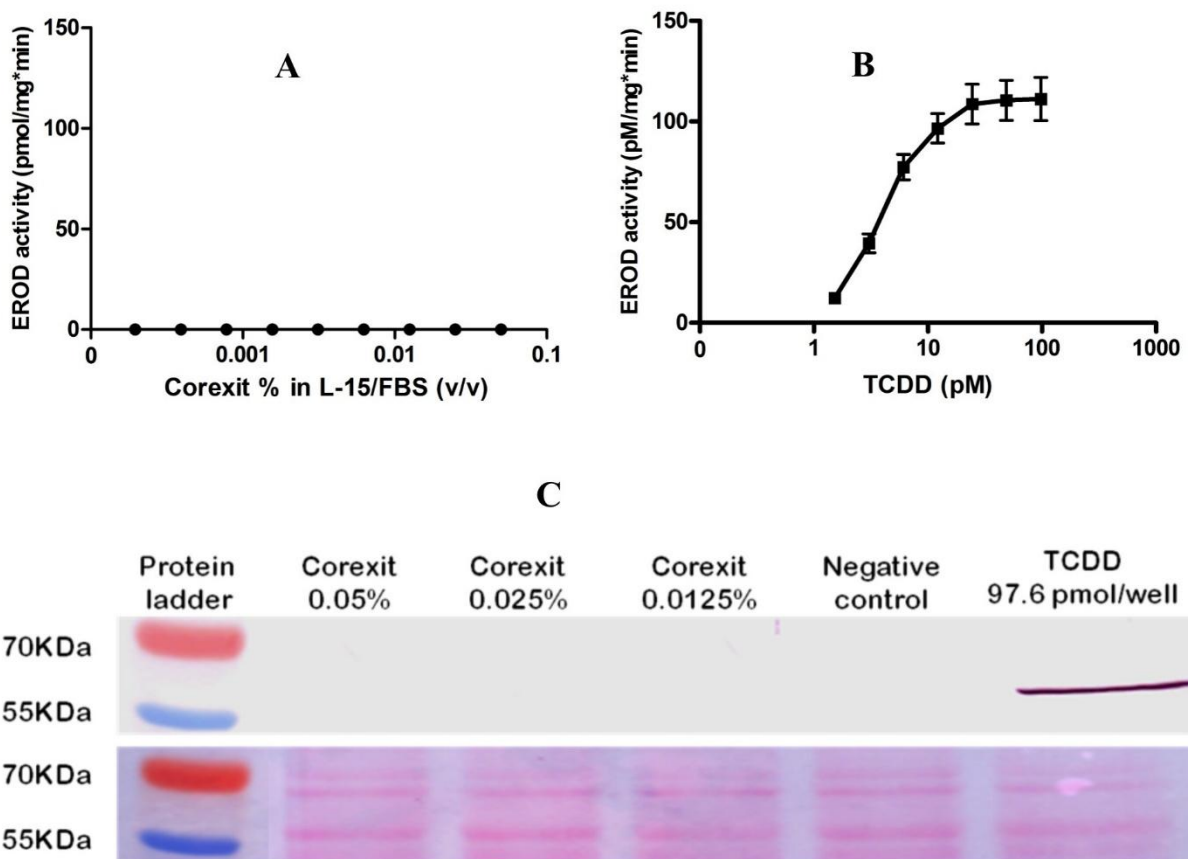 A
150
100
50
0
EROD activity (pmol/mg*min)
0 0.001 0.01 0.1
Corexit % in L-15/FBS (v/v)
B
150
100
50
0
EROD activity (pM/mg*min)
0 1 10 100 1000
TCDD (pM)
C
Protein ladder
Corexit 0.05%
Corexit 0.025%
Corexit 0.0125%
Negative control
TCDD 97.6 pmol/well
70KDa
55KDa
70KDa
55KDa